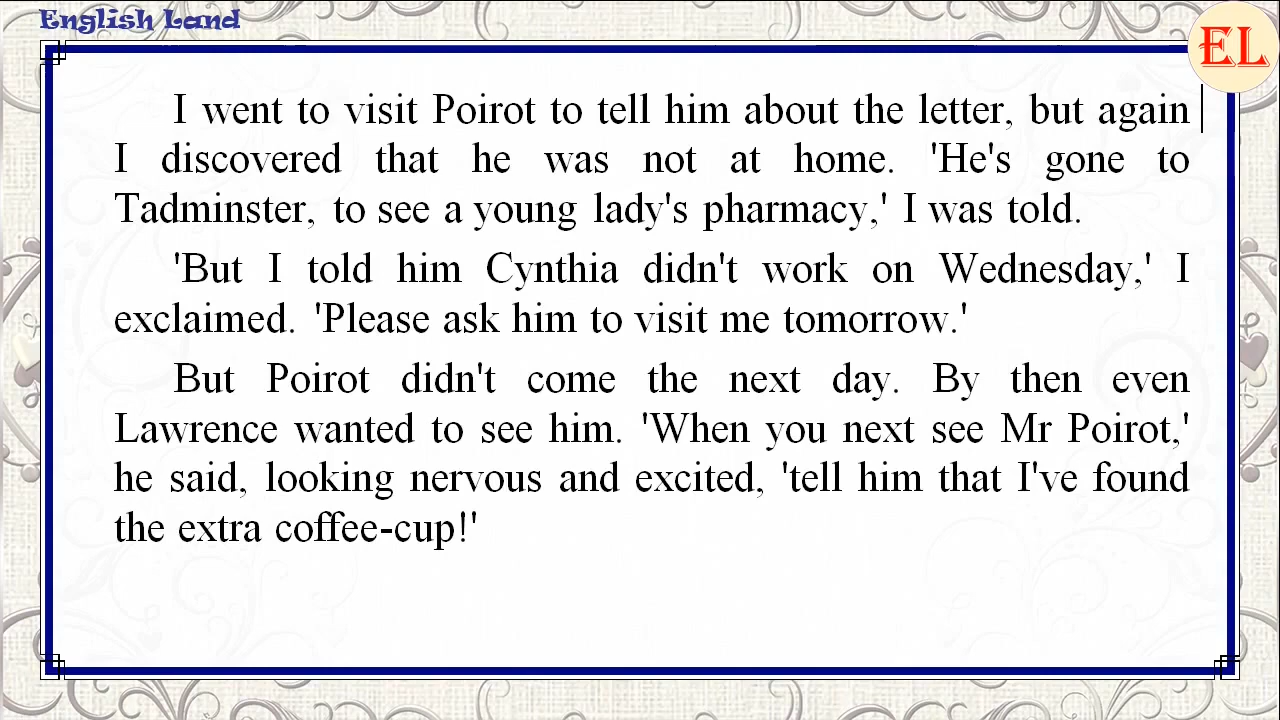 English Land
EL
I went to visit Poirot to tell him about the letter, but again
I discovered that he was not at home. 'He's gone to
Tadminster, to see a young lady's pharmacy,' I was told.
'But I told him Cynthia didn't work on Wednesday,' I
exclaimed. 'Please ask him to visit me tomorrow.'
But Poirot didn't come the next day. By then even
Lawrence wanted to see him. 'When you next see Mr Poirot,'
he said, looking nervous and excited, 'tell him that I've found
the extra coffee-cup!'